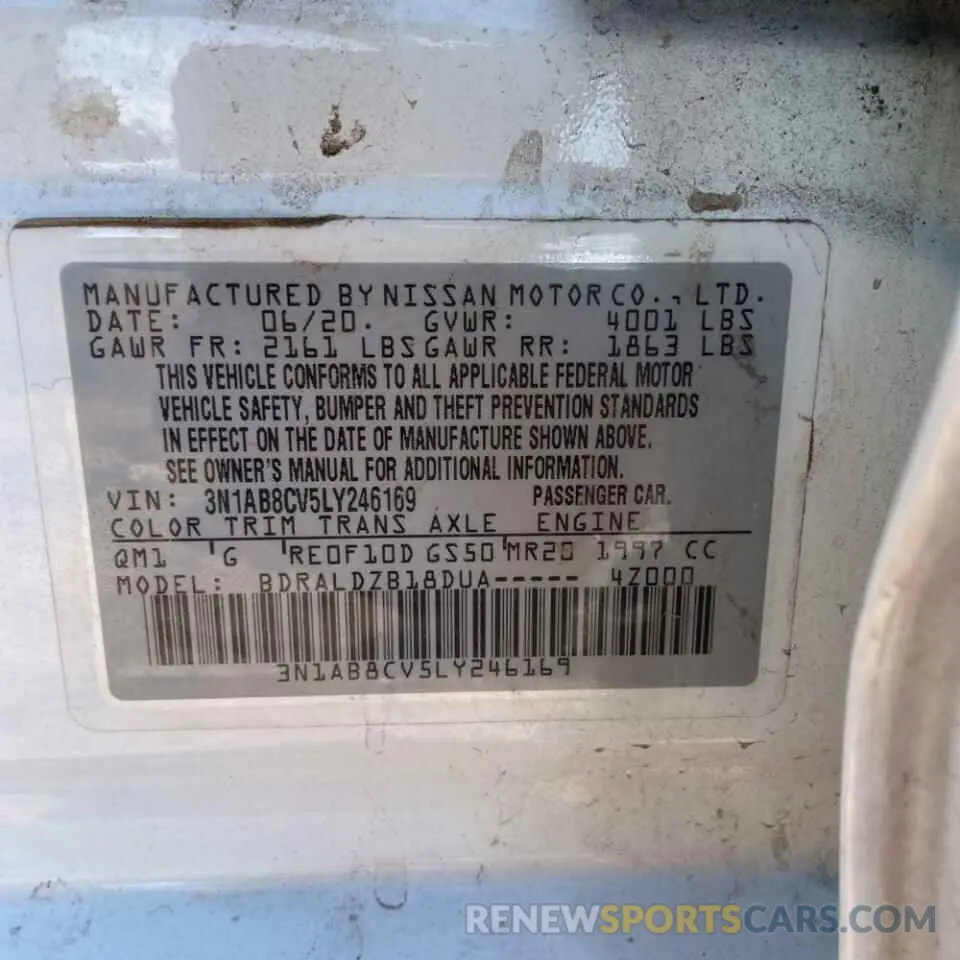 MANUFACTURED BY NISSAN MOTOR CO., LTD.
DATE: 06/20. GVWR: 4001 LBS
GAWR FR: 2161 LBS GAWR RR: 1863 LBS
THIS VEHICLE CONFORMS TO ALL APPLICABLE FEDERAL MOTOR
VEHICLE SAFETY, BUMPER AND THEFT PREVENTION STANDARDS
IN EFFECT ON THE DATE OF MANUFACTURE SHOWN ABOVE.
SEE OWNER'S MANUAL FOR ADDITIONAL INFORMATION.
VIN: 3N1AB8CV5LY246169 PASSENGER CAR.
COLOR TRIM TRANS AXLE ENGINE
QM1 'G 'RE0F10D GS50 'MR20 1997 CC
MODEL: BDRALDZB18DUA----- 4Z000
3N1AB8CV5LY246169
RENEWSPORTSCARS.COM